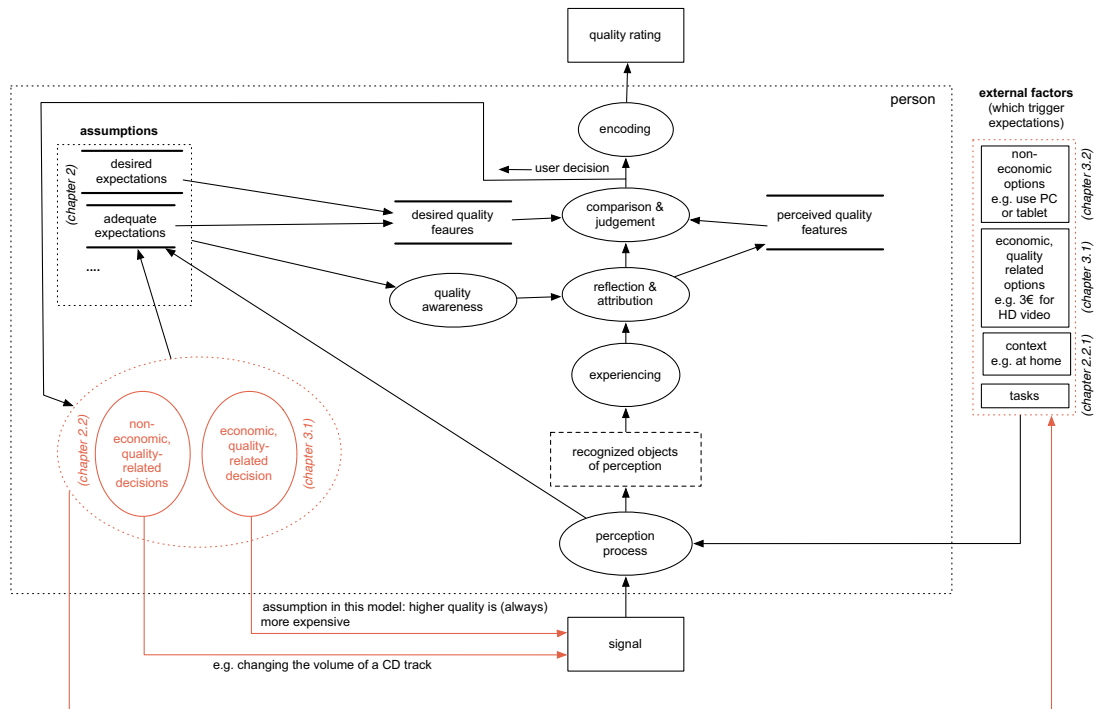 quality rating
person
external factors
(which trigger
expectations)
encoding
assumptions
(chapter 2)
desired
expectations
adequate
expectations
....
user decision
desired quality
feaures
comparison &
judgement
perceived quality
features
quality
awareness
reflection &
attribution
experiencing
recognized objects
of perception
perception
process
signal
non-
economic
options
e.g. use PC
or tablet
(chapter 3.2)
economic,
quality
related
options
e.g. 3€ for
HD video
(chapter 3.1)
context
e.g. at home
tasks
(chapter 2.2.1)
(chapter 2.2)
non-
economic,
quality-
related
decisions
economic,
quality-
related
decision
(chapter 3.1)
assumption in this model: higher quality is (always)
more expensive
e.g. changing the volume of a CD track